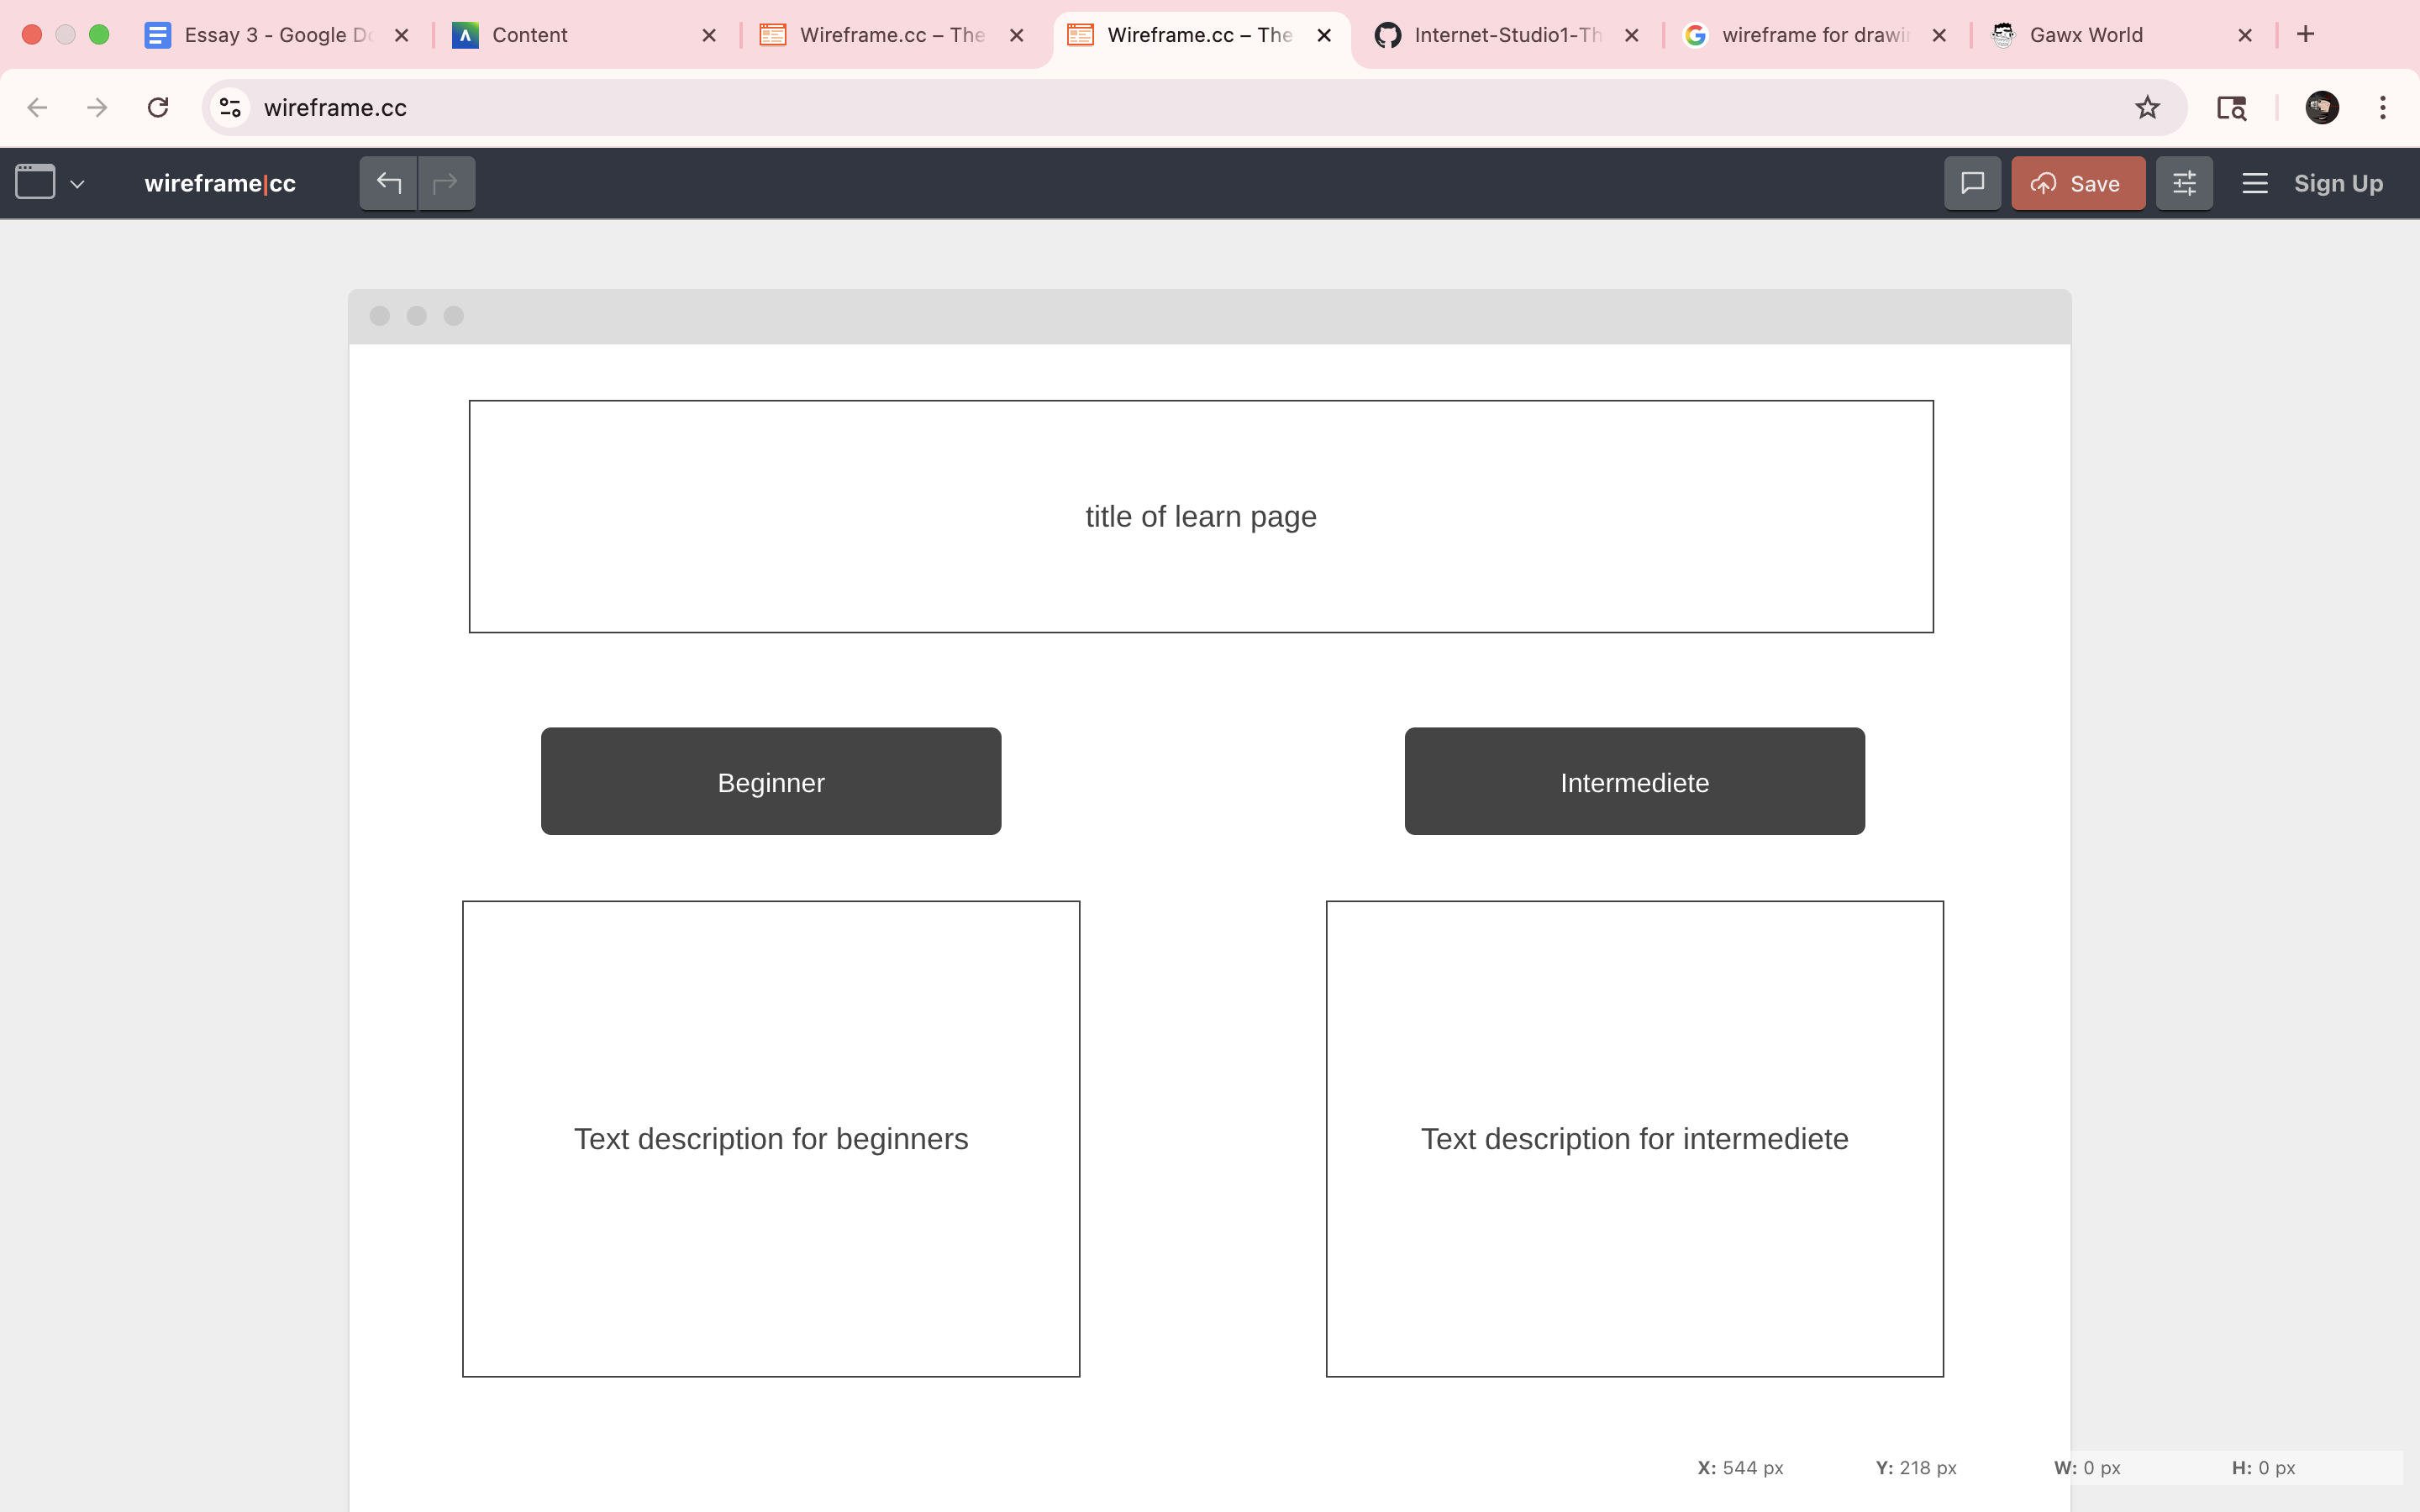 Essay 3 - Google Do
Content
Wireframe.cc – The
Wireframe.cc – The
Internet-Studio1-Th
wireframe for drawin
Gawx World
wireframe.cc
wireframe|cc
Save
Sign Up
title of learn page
Beginner
Intermediete
Text description for beginners
Text description for intermediete
X: 544 px Y: 218 px W: 0 px H: 0 px